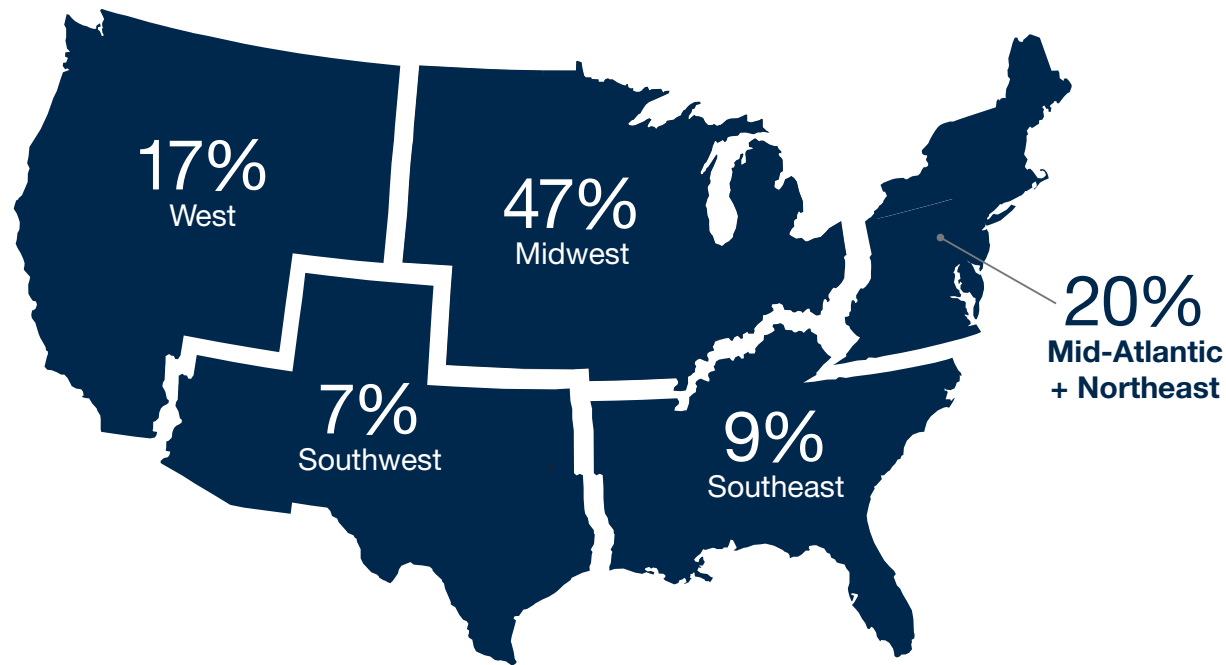 17%
West
47%
Midwest
20%
Mid-Atlantic
+ Northeast
7%
Southwest
9%
Southeast